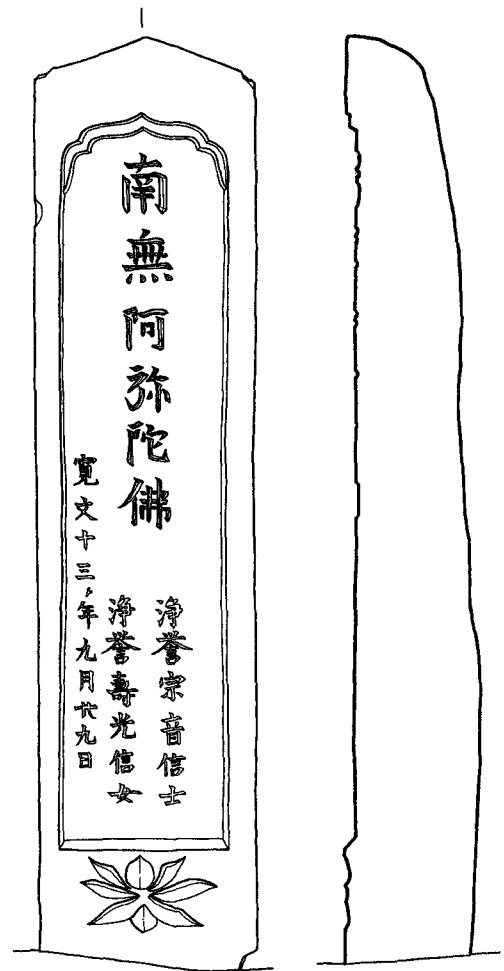 南無阿弥陀佛
浄誉宗音信士
浄誉壽光信女
寛文十三年九月廿九日